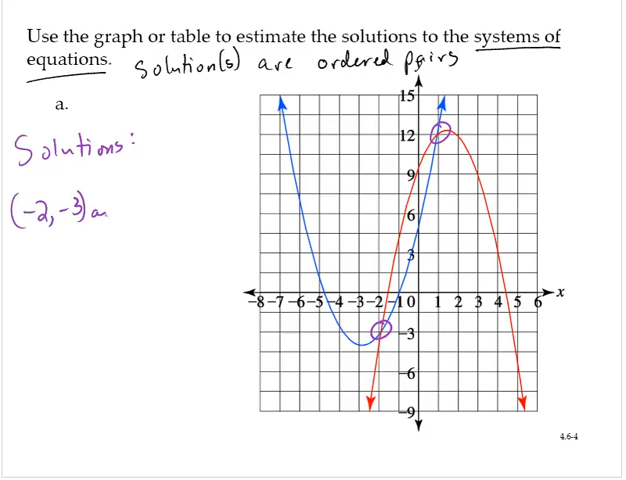 Use the graph or table to estimate the solutions to the systems of
equations. Solution(s) are ordered pairs
a.
Solutions:
(-2, -3) an
15
12
9
6
3
-8 -7 -6 -5 -4 -3 -2 -1 0 1 2 3 4 5 6 x
-3
-6
-9
4.6-4